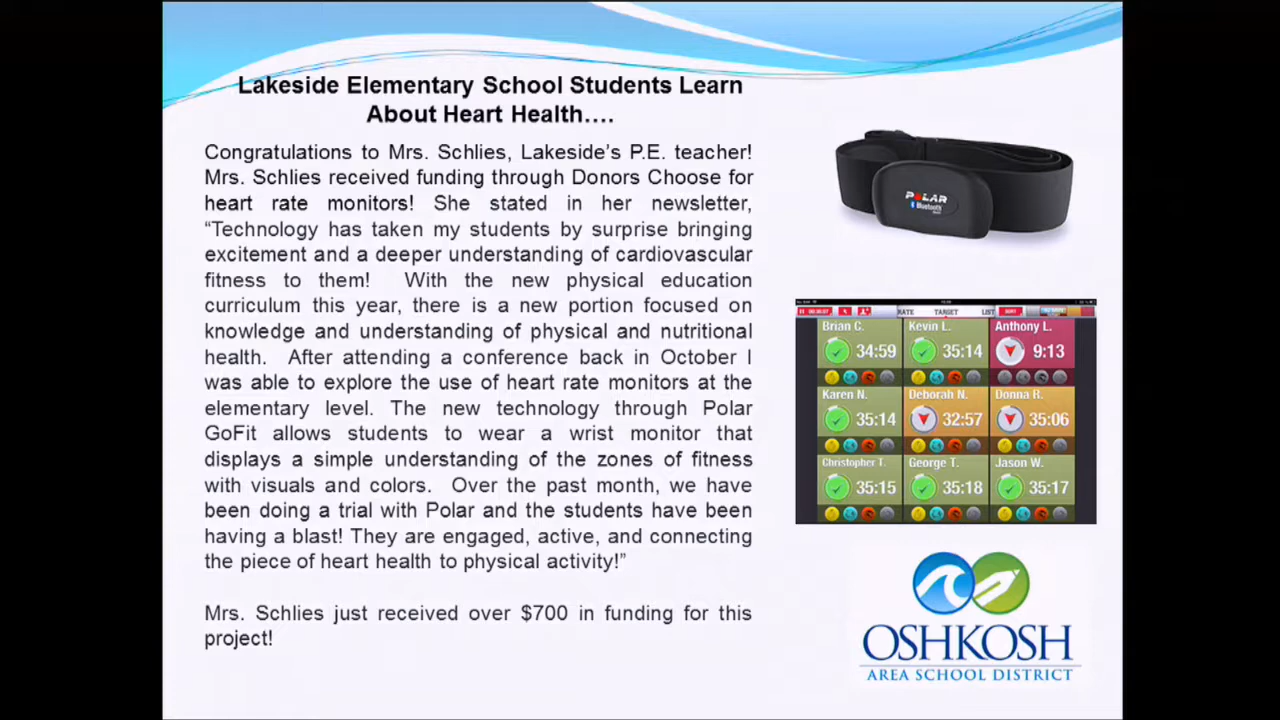 Lakeside Elementary School Students Learn
About Heart Health....
Congratulations to Mrs. Schlies, Lakeside's P.E. teacher!
Mrs. Schlies received funding through Donors Choose for
heart rate monitors! She stated in her newsletter,
"Technology has taken my students by surprise bringing
excitement and a deeper understanding of cardiovascular
fitness to them! With the new physical education
curriculum this year, there is a new portion focused on
knowledge and understanding of physical and nutritional
health. After attending a conference back in October I
was able to explore the use of heart rate monitors at the
elementary level. The new technology through Polar
GoFit allows students to wear a wrist monitor that
displays a simple understanding of the zones of fitness
with visuals and colors. Over the past month, we have
been doing a trial with Polar and the students have been
having a blast! They are engaged, active, and connecting
the piece of heart health to physical activity!"
Mrs. Schlies just received over $700 in funding for this
project!
POLAR
Bluetooth
RATE TARGET LIST
Brian C. Kevin L. Anthony L.
34:59 35:14 9:13
Karen N. Deborah N. Donna R.
35:14 32:57 35:06
Christopher T. George T. Jason W.
35:15 35:18 35:17
OSHKOSH
AREA SCHOOL DISTRICT